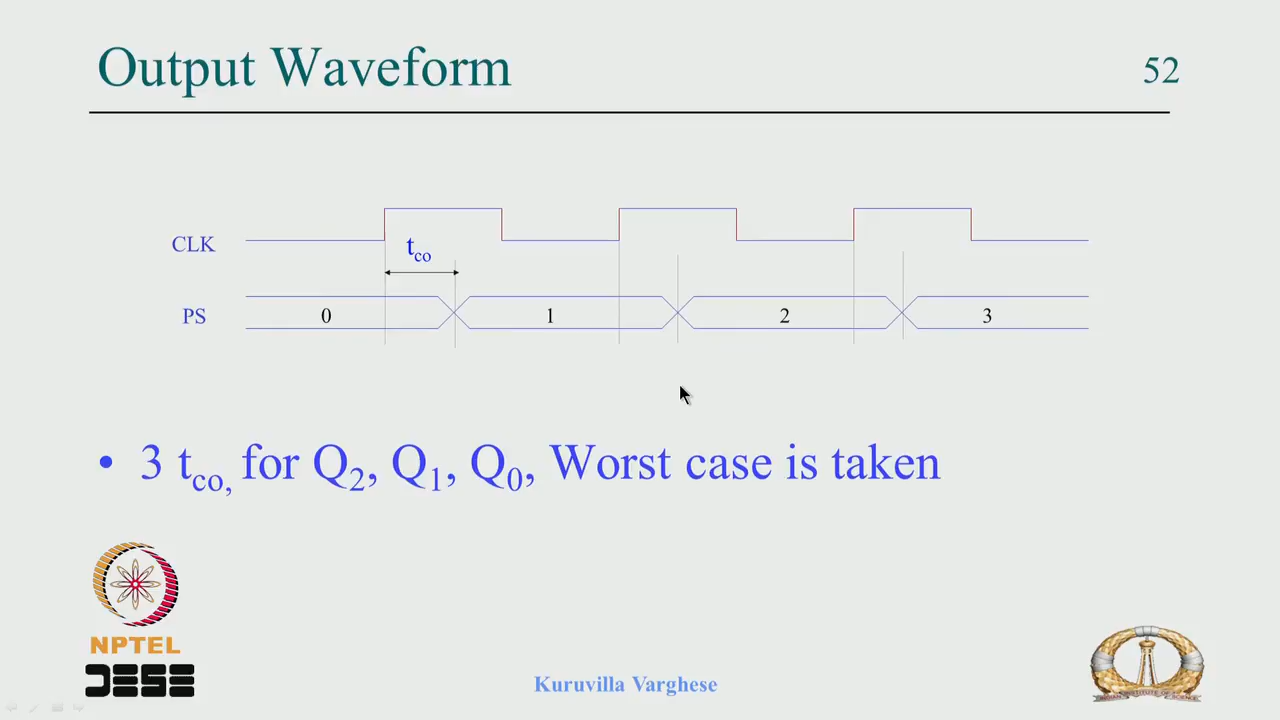 Output Waveform
52
CLK
tco
PS
0
1
2
3
• 3 tco, for Q2, Q1, Q0, Worst case is taken
NPTEL
DESE
Kuruvilla Varghese